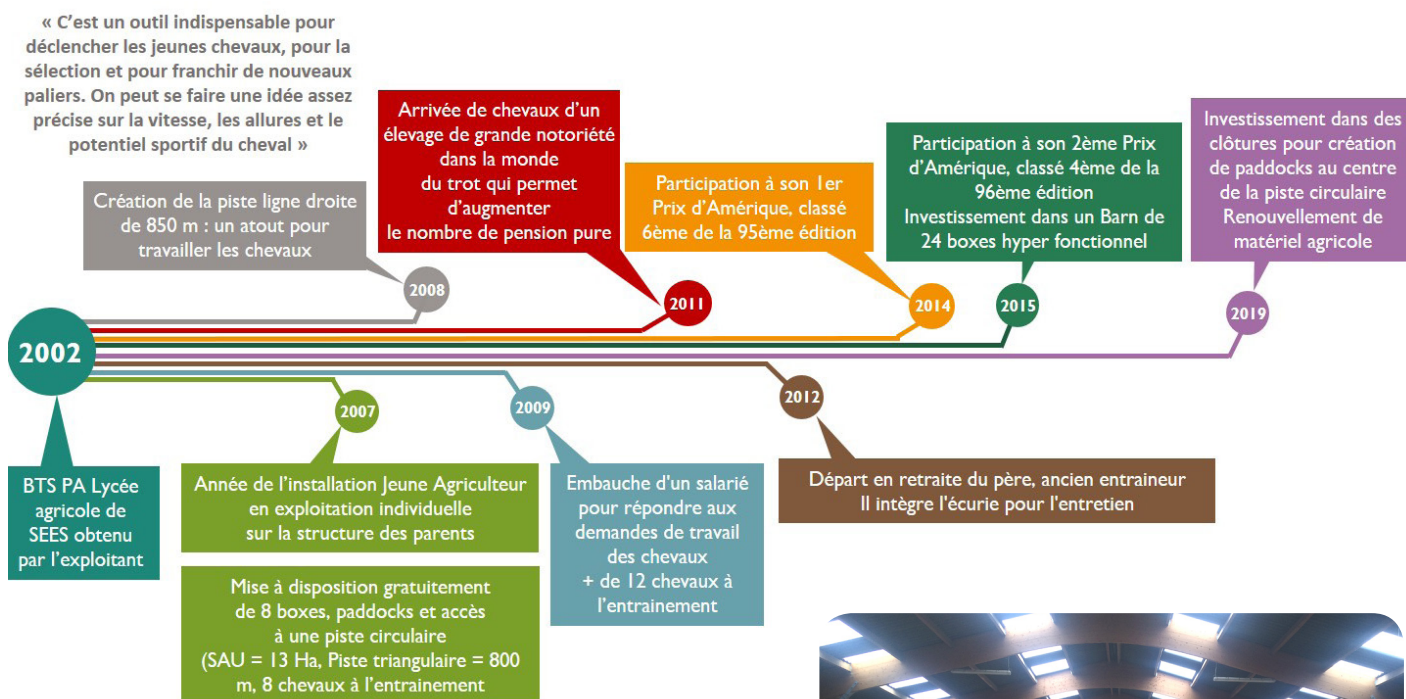 « C'est un outil indispensable pour
déclencher les jeunes chevaux, pour la
sélection et pour franchir de nouveaux
paliers. On peut se faire une idée assez
précise sur la vitesse, les allures et le
potentiel sportif du cheval »
Création de la piste ligne droite
de 850 m : un atout pour
travailler les chevaux
Arrivée de chevaux d'un
élevage de grande notoriété
dans la monde
du trot qui permet
d'augmenter
le nombre de pension pure
Participation à son 1er
Prix d'Amérique, classé
6ème de la 95ème édition
Participation à son 2ème Prix
d'Amérique, classé 4ème de la
96ème édition
Investissement dans un Barn de
24 boxes hyper fonctionnel
Investissement dans des
clôtures pour création
de paddocks au centre
de la piste circulaire
Renouvellement de
matériel agricole
2008
2011
2014
2015
2019
2002
2007
2009
2012
BTS PA Lycée
agricole de
SEES obtenu
par l'exploitant
Année de l'installation Jeune Agriculteur
en exploitation individuelle
sur la structure des parents
Mise à disposition gratuitement
de 8 boxes, paddocks et accès
à une piste circulaire
(SAU = 13 Ha, Piste triangulaire = 800
m, 8 chevaux à l'entrainement
Embauche d'un salarié
pour répondre aux
demandes de travail
des chevaux
+ de 12 chevaux à
l'entrainement
Départ en retraite du père, ancien entraineur
Il intègre l'écurie pour l'entretien